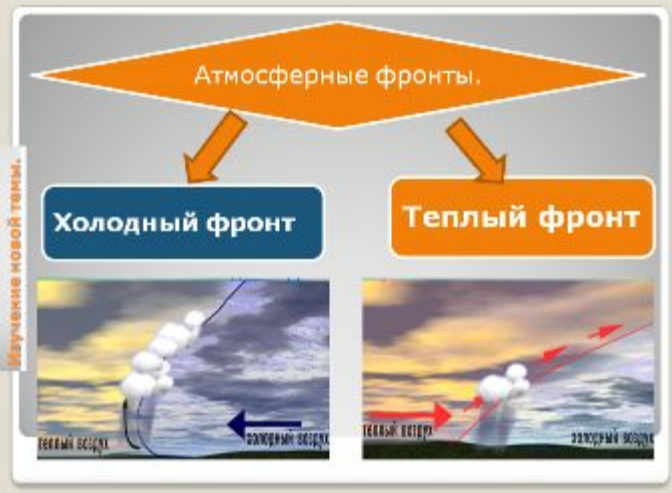 Атмосферные фронты.
Изучение новой темы.
Холодный фронт
Теплый фронт
теплый воздух
холодный воздух
теплый воздух
холодный воздух